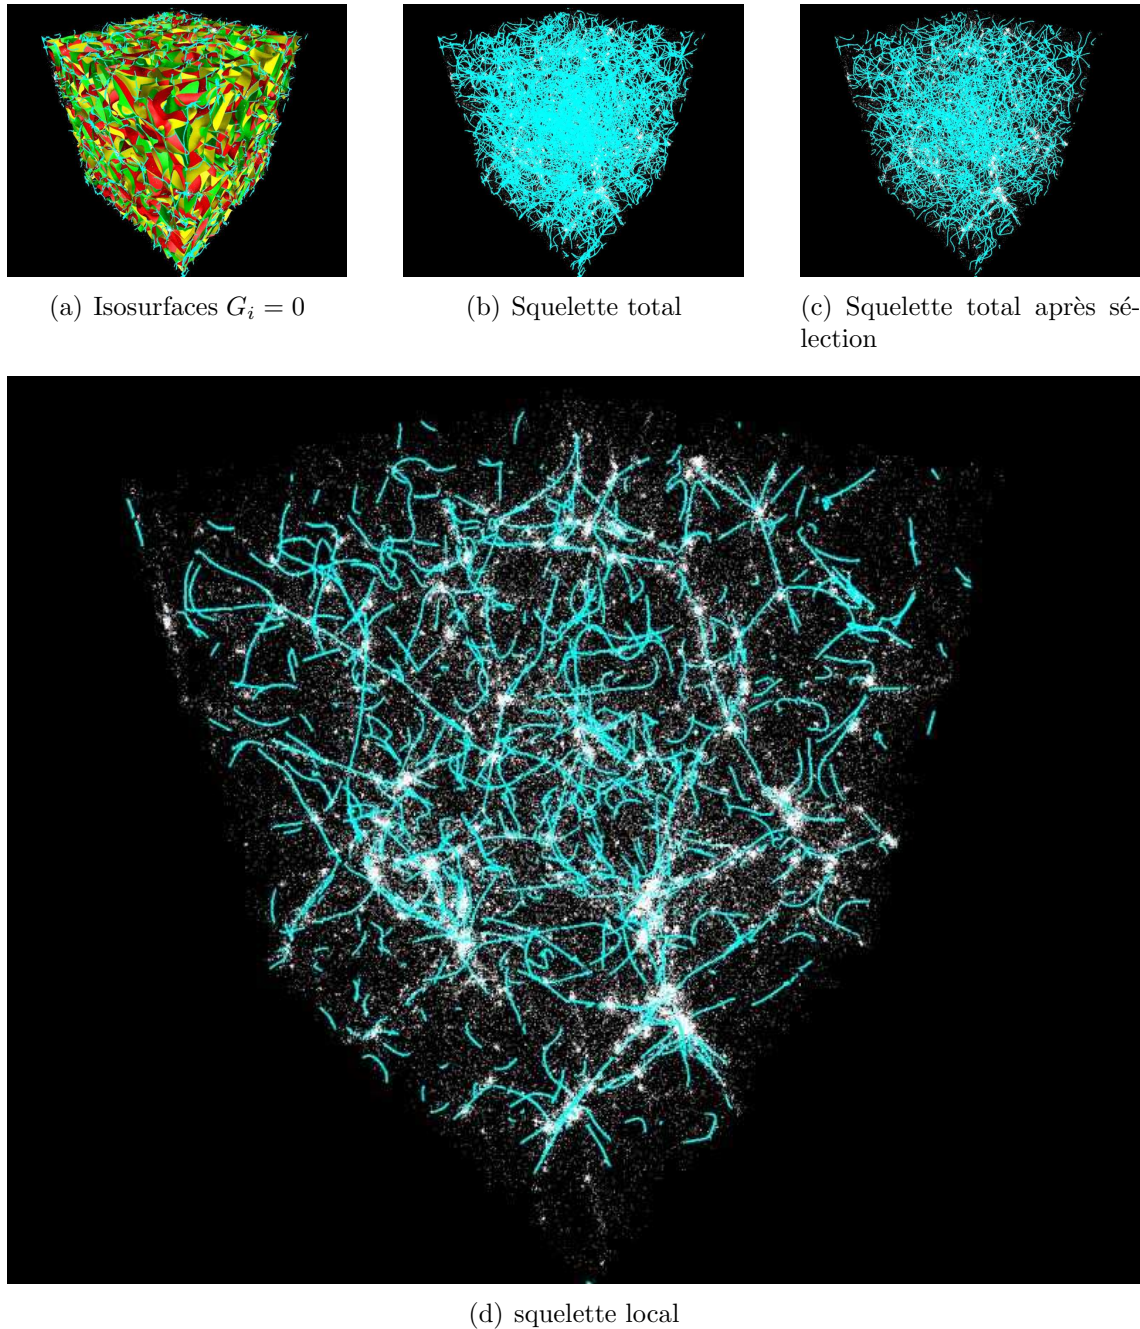 (a) Isosurfaces $G_i = 0$
(b) Squelette total
(c) Squelette total après sé-
lection
(d) squelette local